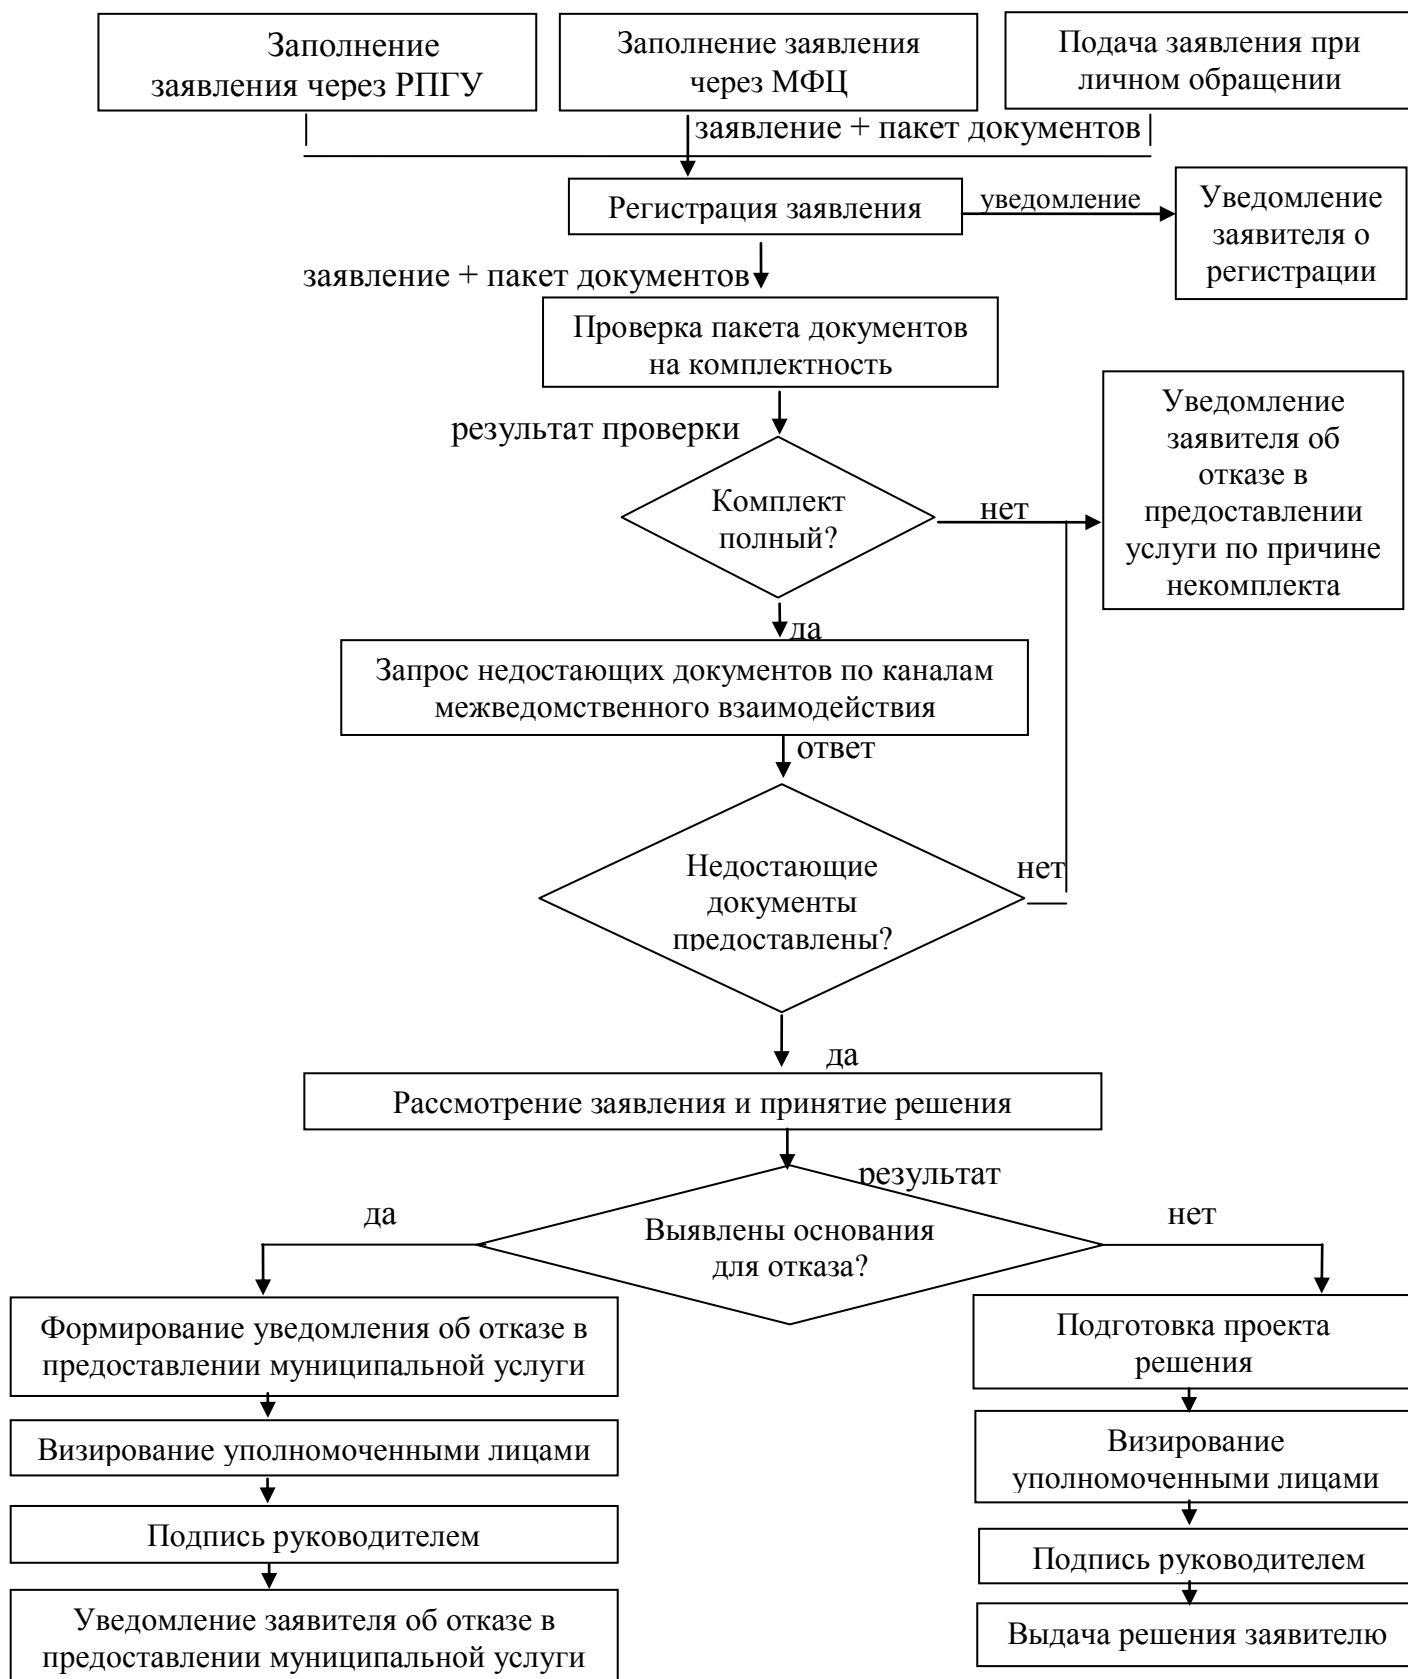 Заполнение
заявления через РПГУ
Заполнение заявления
через МФЦ
Подача заявления при
личном обращении
заявление + пакет документов
Регистрация заявления
уведомление
Уведомление
заявителя о
регистрации
заявление + пакет документов
Проверка пакета документов
на комплектность
результат проверки
Комплект
полный?
нет
Уведомление
заявителя об
отказе в
предоставлении
услуги по причине
некомплекта
да
Запрос недостающих документов по каналам
межведомственного взаимодействия
ответ
Недостающие
документы
предоставлены?
нет
да
Рассмотрение заявления и принятие решения
результат
да
Выявлены основания
для отказа?
нет
Формирование уведомления об отказе в
предоставлении муниципальной услуги
Визирование уполномоченными лицами
Подпись руководителем
Уведомление заявителя об отказе в
предоставлении муниципальной услуги
Подготовка проекта
решения
Визирование
уполномоченными лицами
Подпись руководителем
Выдача решения заявителю